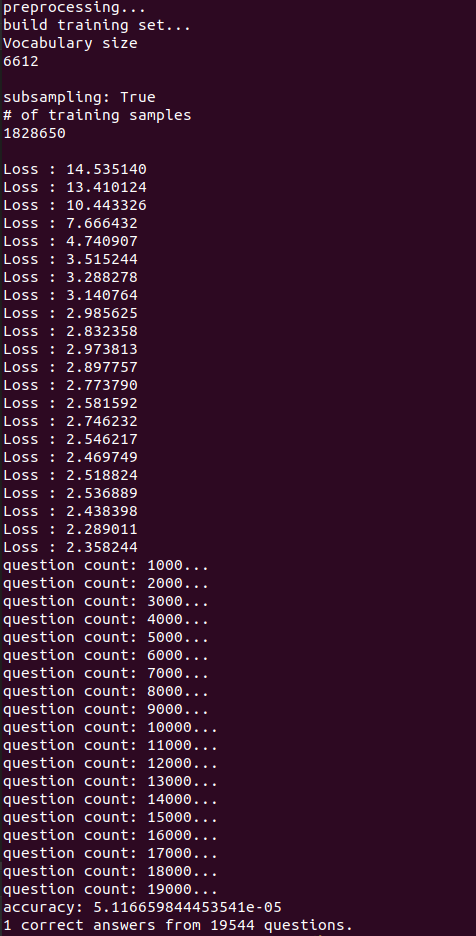 preprocessing...
build training set...
Vocabulary size
6612
subsampling: True
# of training samples
1828650
Loss : 14.535140
Loss : 13.410124
Loss : 10.443326
Loss : 7.666432
Loss : 4.740907
Loss : 3.515244
Loss : 3.288278
Loss : 3.140764
Loss : 2.985625
Loss : 2.832358
Loss : 2.973813
Loss : 2.897757
Loss : 2.773790
Loss : 2.581592
Loss : 2.746232
Loss : 2.546217
Loss : 2.469749
Loss : 2.518824
Loss : 2.536889
Loss : 2.438398
Loss : 2.289011
Loss : 2.358244
question count: 1000...
question count: 2000...
question count: 3000...
question count: 4000...
question count: 5000...
question count: 6000...
question count: 7000...
question count: 8000...
question count: 9000...
question count: 10000...
question count: 11000...
question count: 12000...
question count: 13000...
question count: 14000...
question count: 15000...
question count: 16000...
question count: 17000...
question count: 18000...
question count: 19000...
accuracy: 5.116659844453541e-05
1 correct answers from 19544 questions.